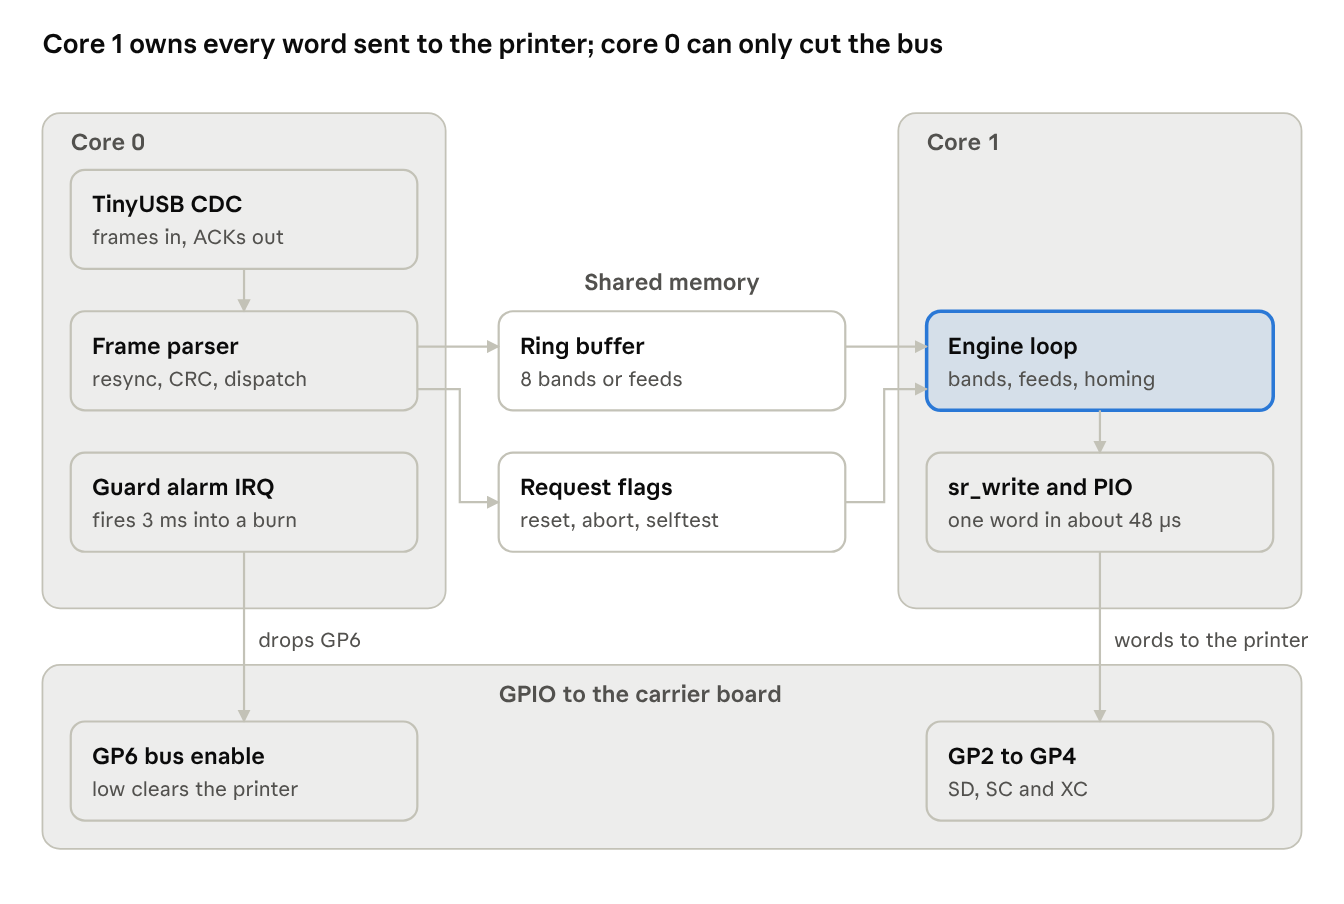 Core 1 owns every word sent to the printer; core 0 can only cut the bus
Core 0
TinyUSB CDC
frames in, ACKs out
Frame parser
resync, CRC, dispatch
Guard alarm IRQ
fires 3 ms into a burn
Shared memory
Ring buffer
8 bands or feeds
Request flags
reset, abort, selftest
Core 1
Engine loop
bands, feeds, homing
sr_write and PIO
one word in about 48 µs
drops GP6
words to the printer
GPIO to the carrier board
GP6 bus enable
low clears the printer
GP2 to GP4
SD, SC and XC